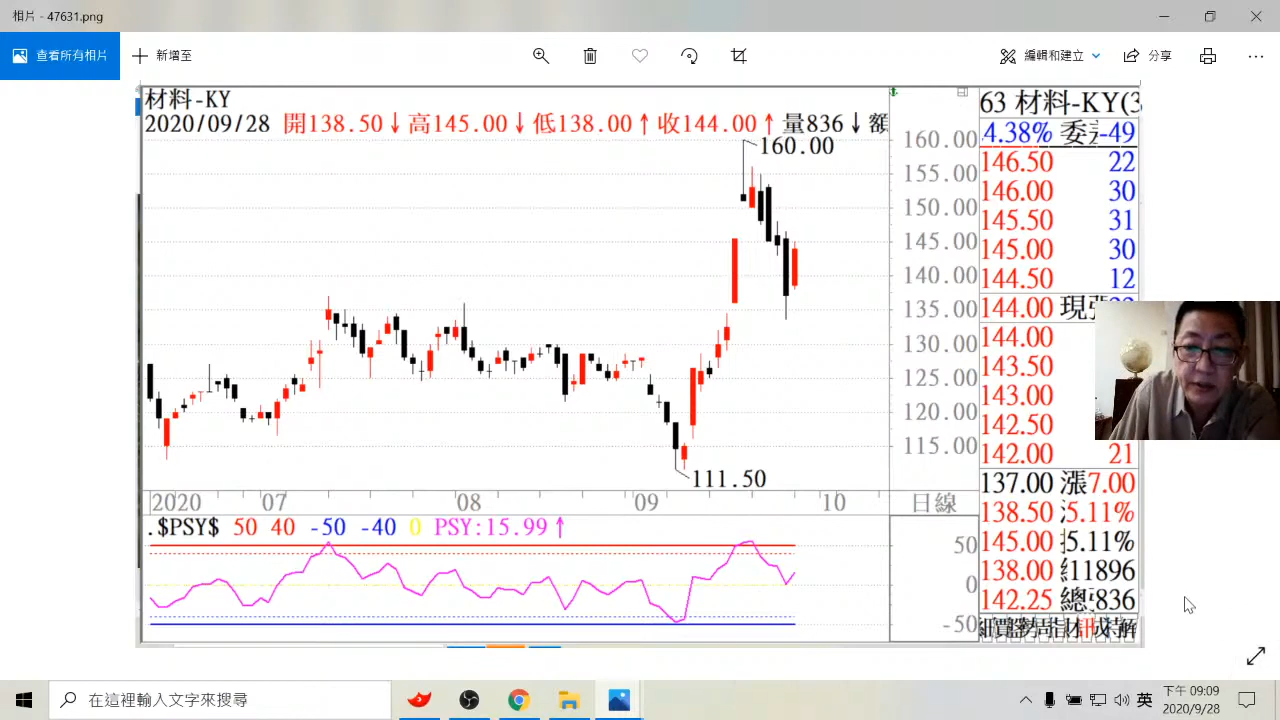 相片 - 47631.png
查看所有相片
新增至
編輯和建立
分享
材料-KY
2020/09/28 開138.50↓ 高145.00↓ 低138.00↑ 收144.00↑ 量836↓ 額
160.00
111.50
160.00
155.00
150.00
145.00
140.00
135.00
130.00
125.00
120.00
115.00
2020 07 08 09 10 日線
.$PSY$ 50 40 -50 -40 0 PSY:15.99↑
50
0
-50
63 材料-KY(3
4.38% 委 -49
146.50 22
146.00 30
145.50 31
145.00 30
144.50 12
144.00 現
144.00
143.50
143.00
142.50
142.00 21
137.00 漲7.00
138.50 5.11%
145.00 5.11%
138.00 11896
142.25 總 836
在這裡輸入文字來搜尋
英
下午 09:09
2020/9/28